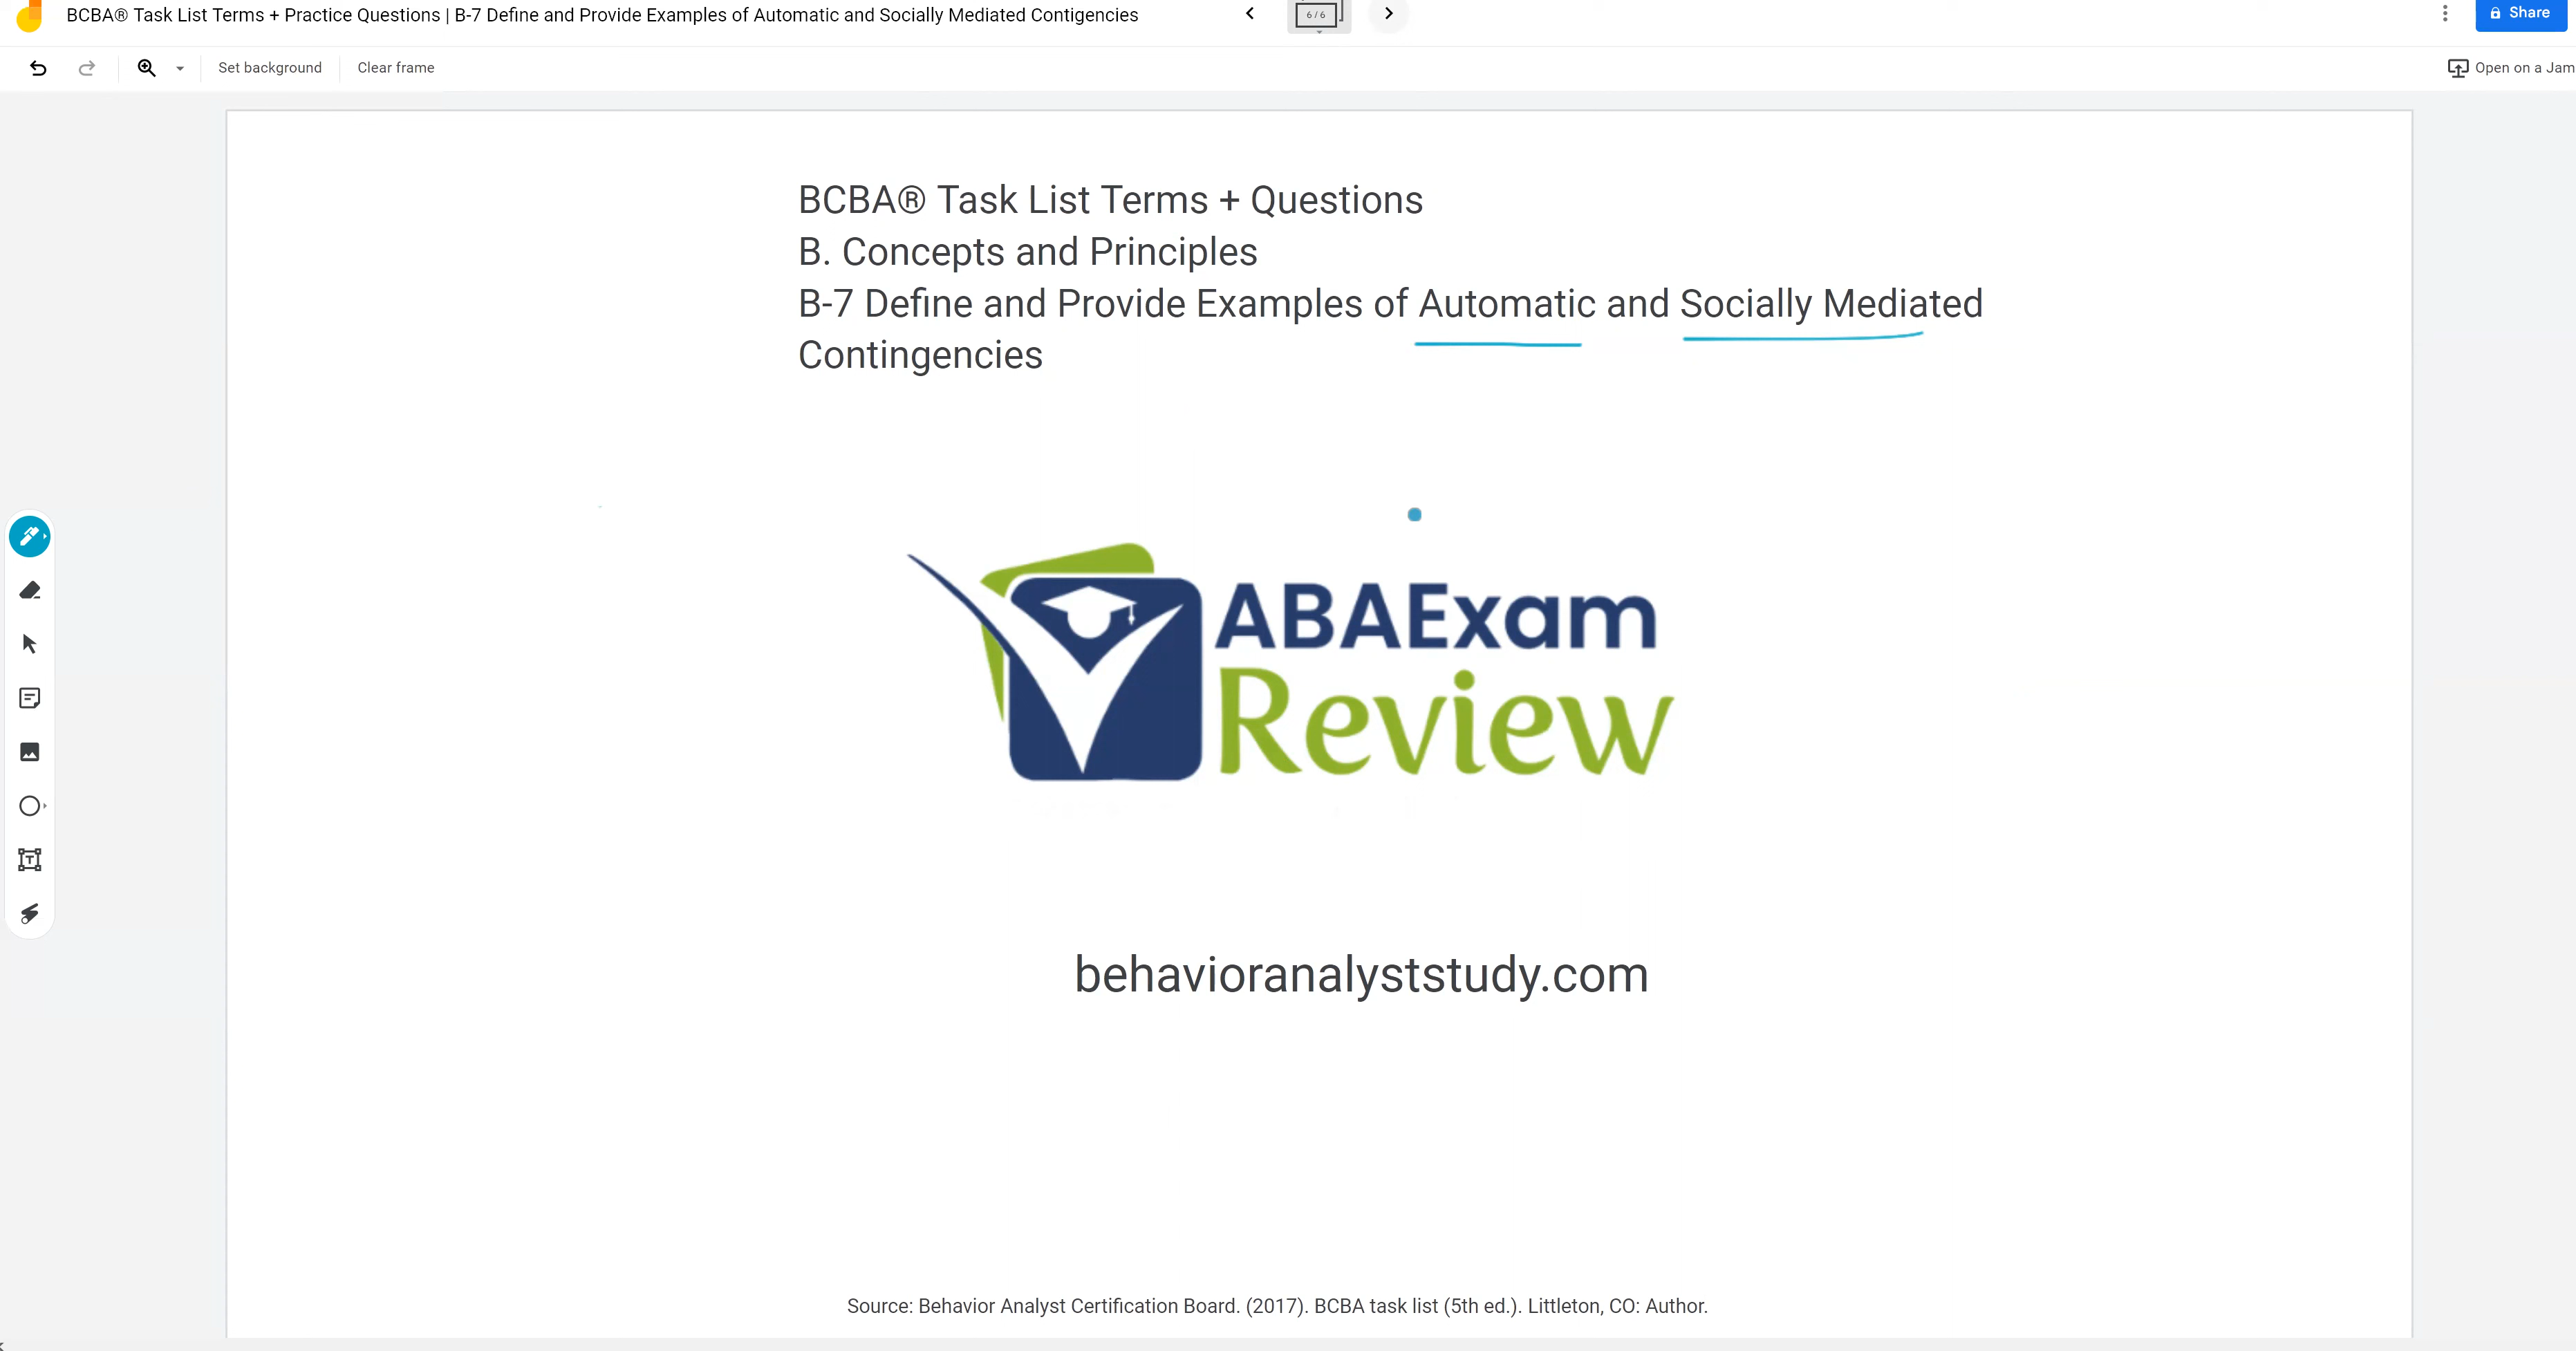 BCBA® Task List Terms + Practice Questions | B-7 Define and Provide Examples of Automatic and Socially Mediated Contigencies
6 / 6
Share
Set background
Clear frame
Open on a Jam
BCBA® Task List Terms + Questions
B. Concepts and Principles
B-7 Define and Provide Examples of Automatic and Socially Mediated
Contingencies
ABAExam
Review
behavioranalyststudy.com
Source: Behavior Analyst Certification Board. (2017). BCBA task list (5th ed.). Littleton, CO: Author.